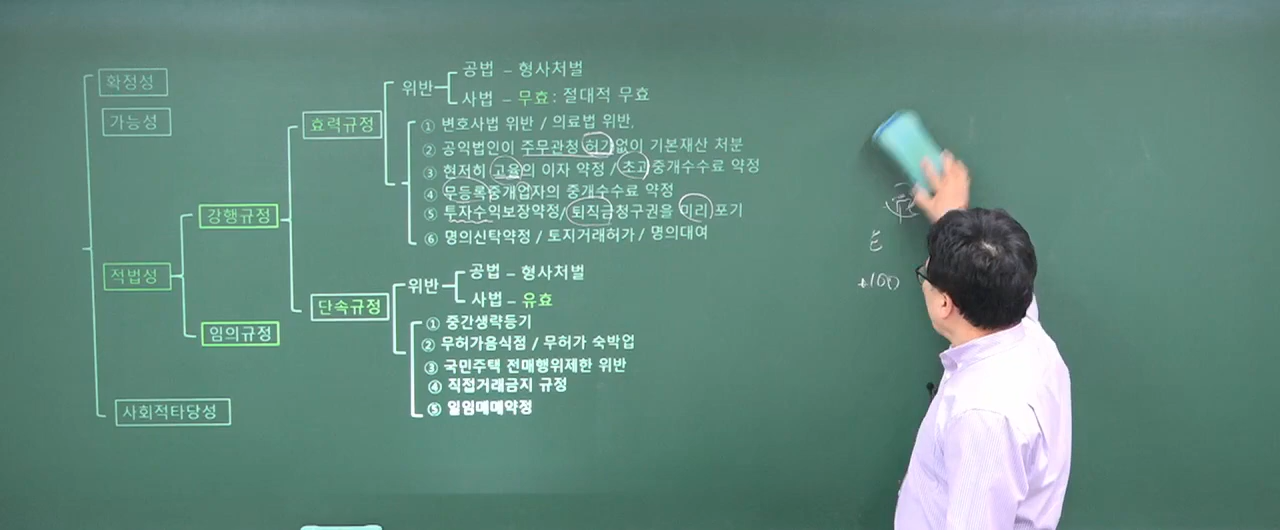 확정성
가능성
적법성
사회적타당성
강행규정
임의규정
효력규정
위반
공법 - 형사처벌
사법 - 무효 : 절대적 무효
① 변호사법 위반 / 의료법 위반.
② 공익법인이 주무관청 허가없이 기본재산 처분
③ 현저히 고율의 이자 약정 / 초과중개수수료 약정
④ 무등록중개업자의 중개수수료 약정
⑤ 투자수익보장약정/ 퇴직금청구권을 미리 포기
⑥ 명의신탁약정 / 토지거래허가 / 명의대여
단속규정
위반
공법 - 형사처벌
사법 - 유효
① 중간생략등기
② 무허가음식점 / 무허가 숙박업
③ 국민주택 전매행위제한 위반
④ 직접거래금지 규정
⑤ 일임매매약정
100